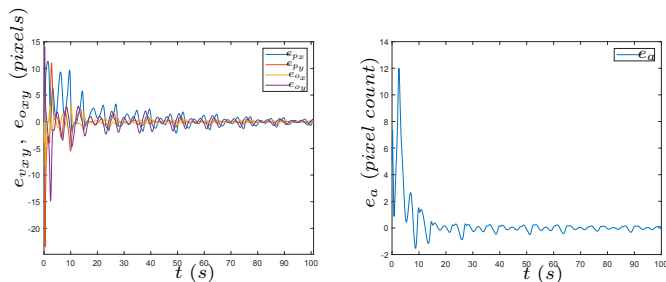 e_{vxy}, e_{oxy} (pixels)
15
10
5
0
-5
-10
-15
-20
0 10 20 30 40 50 60 70 80 90 100
t (s)
e_{px}
e_{py}
e_{o_x}
e_{o_y}
e_a (pixel count)
14
12
10
8
6
4
2
0
-2
0 10 20 30 40 50 60 70 80 90 100
t (s)
e_a